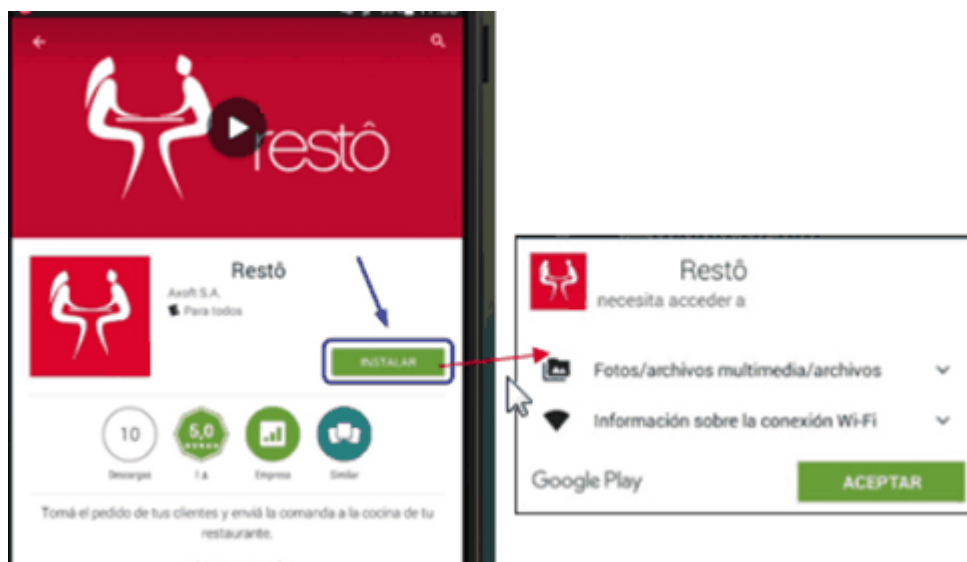 restô
Restô
Axoft S.A.
Para todos
INSTALAR
10
5,0
Descargas
Empresa
Similar
Tomá el pedido de tus clientes y enviá la comanda a la cocina de tu
restaurante.
Restô
necesita acceder a
Fotos/archivos multimedia/archivos
Información sobre la conexión Wi-Fi
Google Play
ACEPTAR